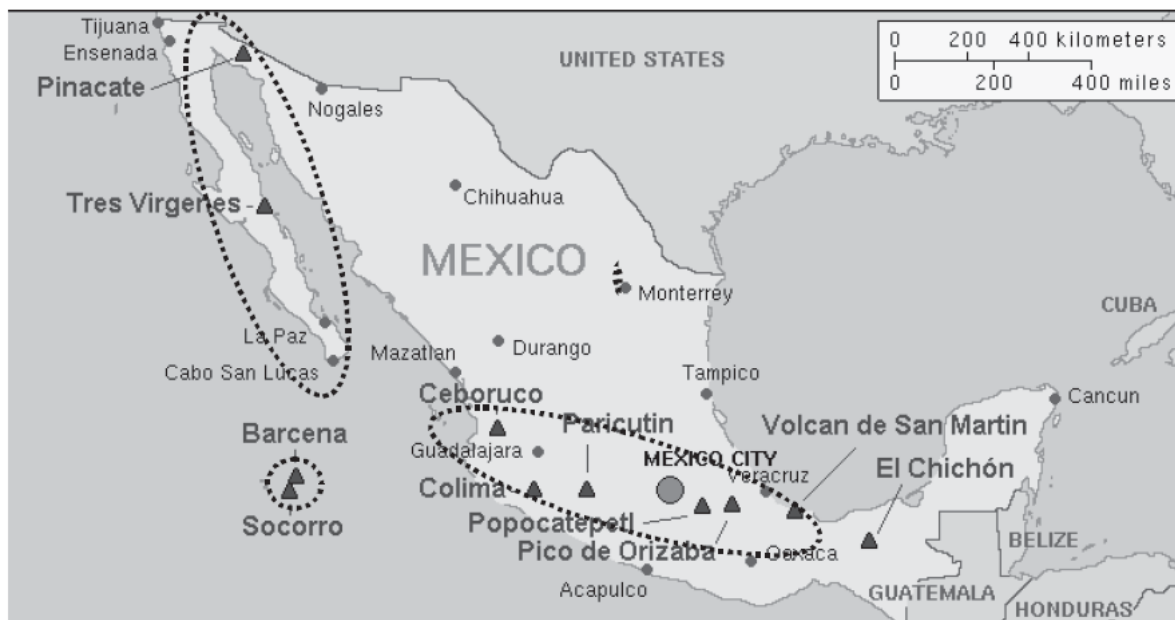 Tijuana
Ensenada
Pinacate
Nogales
UNITED STATES
0 200 400 kilometers
0 200 400 miles
Chihuahua
Tres Virgenes
MEXICO
Monterrey
CUBA
La Paz
Mazatlan
Durango
Cabo San Lucas
Tampico
Cancun
Ceboruco
Paricutin
Volcan de San Martin
Barcena
Guadalajara
MEXICO CITY
Veracruz
El Chichón
Colima
Socorro
Popocatepetl
Pico de Orizaba
Oaxaca
BELIZE
Acapulco
GUATEMALA
HONDURAS